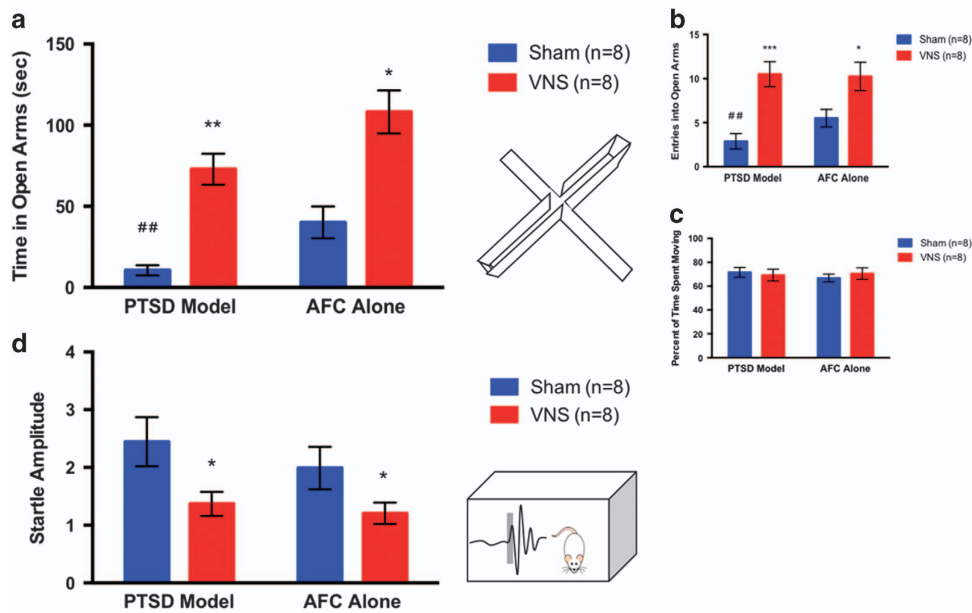 a
Time in Open Arms (sec)
150
100
50
0
##
**
*
PTSD Model
AFC Alone
Sham (n=8)
VNS (n=8)
b
Entries into Open Arms
15
10
5
0
##
***
*
PTSD Model
AFC Alone
Sham (n=8)
VNS (n=8)
c
Percent of Time Spent Moving
100
80
60
40
20
0
PTSD Model
AFC Alone
Sham (n=8)
VNS (n=8)
d
Startle Amplitude
4
3
2
1
0
*
*
PTSD Model
AFC Alone
Sham (n=8)
VNS (n=8)